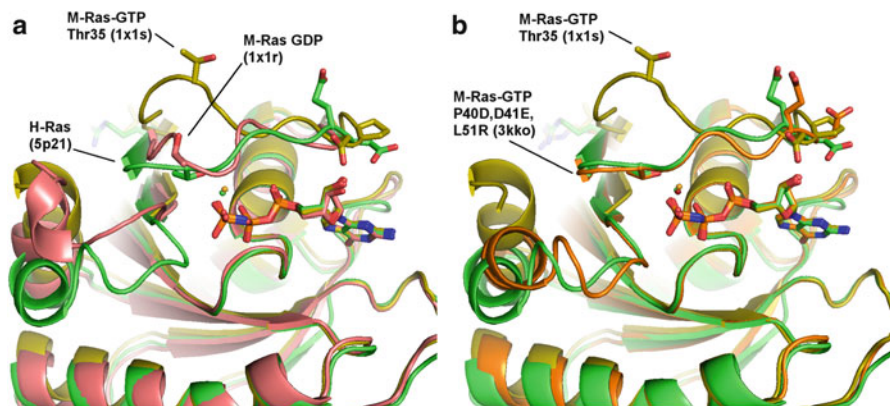 a
M-Ras-GTP
Thr35 (1x1s)
M-Ras GDP
(1x1r)
H-Ras
(5p21)
b
M-Ras-GTP
Thr35 (1x1s)
M-Ras-GTP
P40D,D41E,
L51R (3kko)